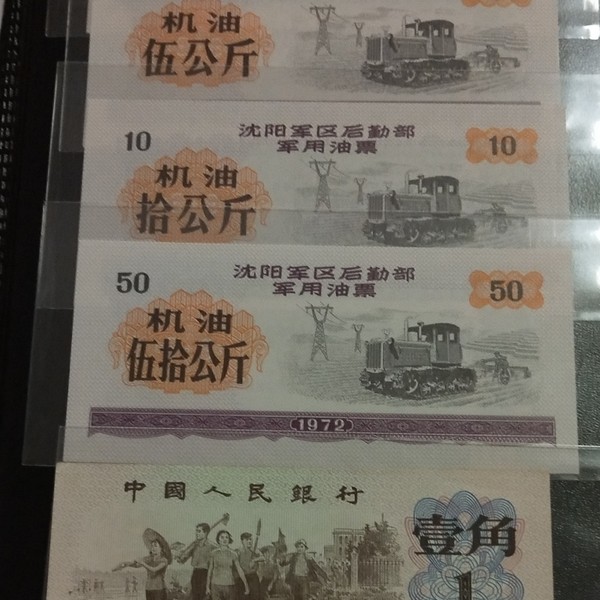 机油
伍公斤
10
沈阳军区后勤部
军用油票
10
机油
拾公斤
50
沈阳军区后勤部
军用油票
50
机油
伍拾公斤
1972
中國人民銀行
壹角
1